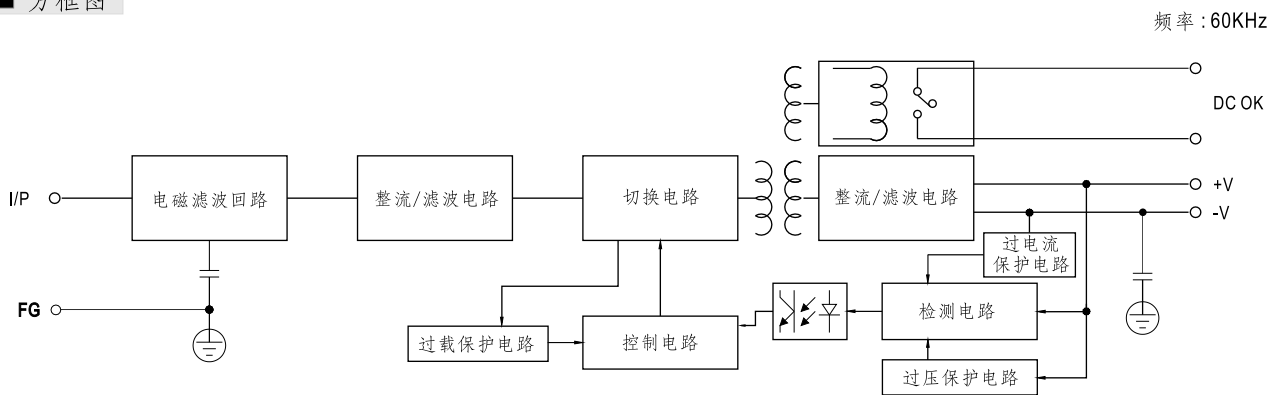 方框图
频率 : 60KHz
DC OK
I/P
电磁滤波回路
整流/滤波电路
切换电路
整流/滤波电路
+V
-V
过电流
保护电路
FG
检测电路
过载保护电路
控制电路
过压保护电路